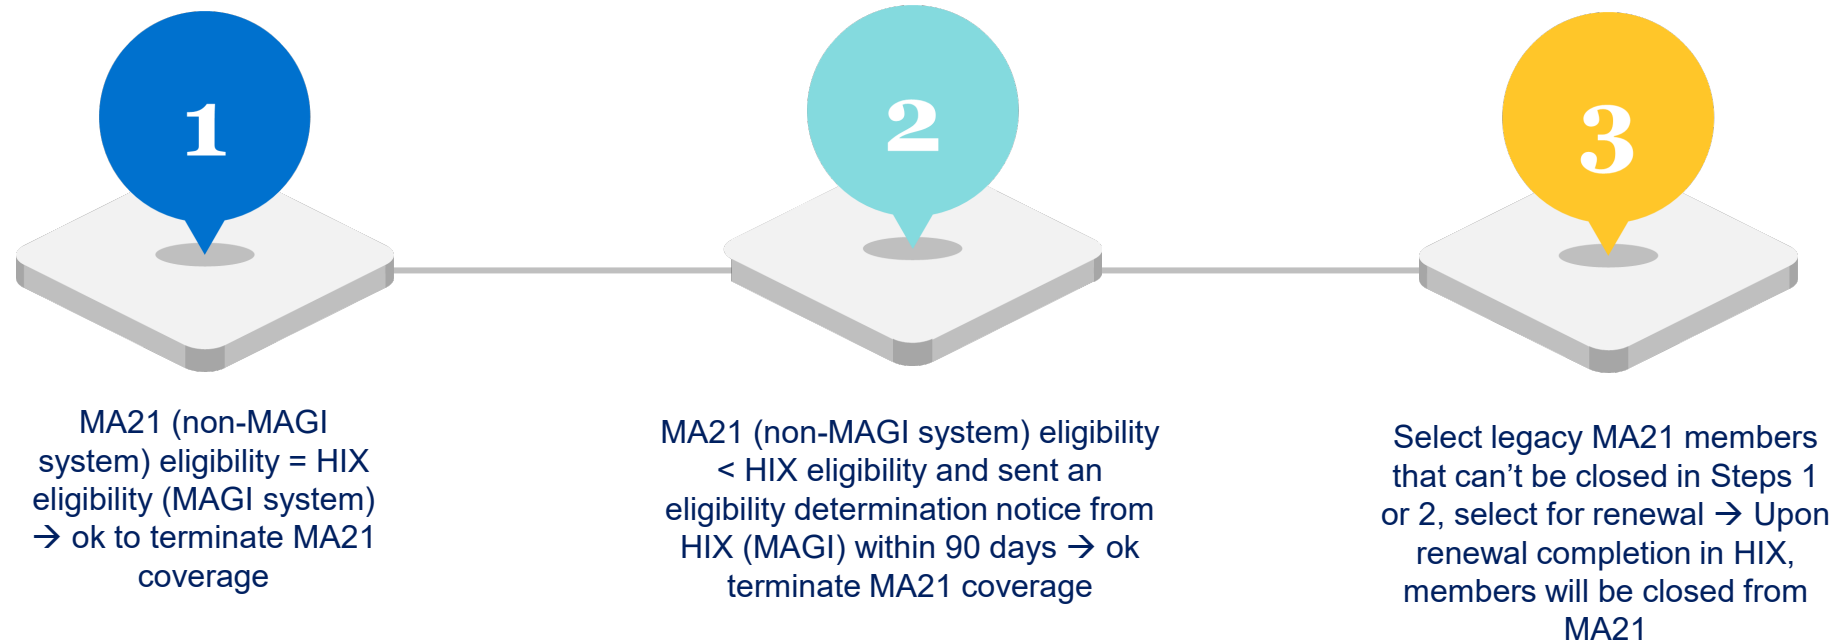 1
MA21 (non-MAGI
system) eligibility = HIX
eligibility (MAGI system)
→ ok to terminate MA21
coverage
2
MA21 (non-MAGI system) eligibility
< HIX eligibility and sent an
eligibility determination notice from
HIX (MAGI) within 90 days → ok
terminate MA21 coverage
3
Select legacy MA21 members
that can’t be closed in Steps 1
or 2, select for renewal → Upon
renewal completion in HIX,
members will be closed from
MA21